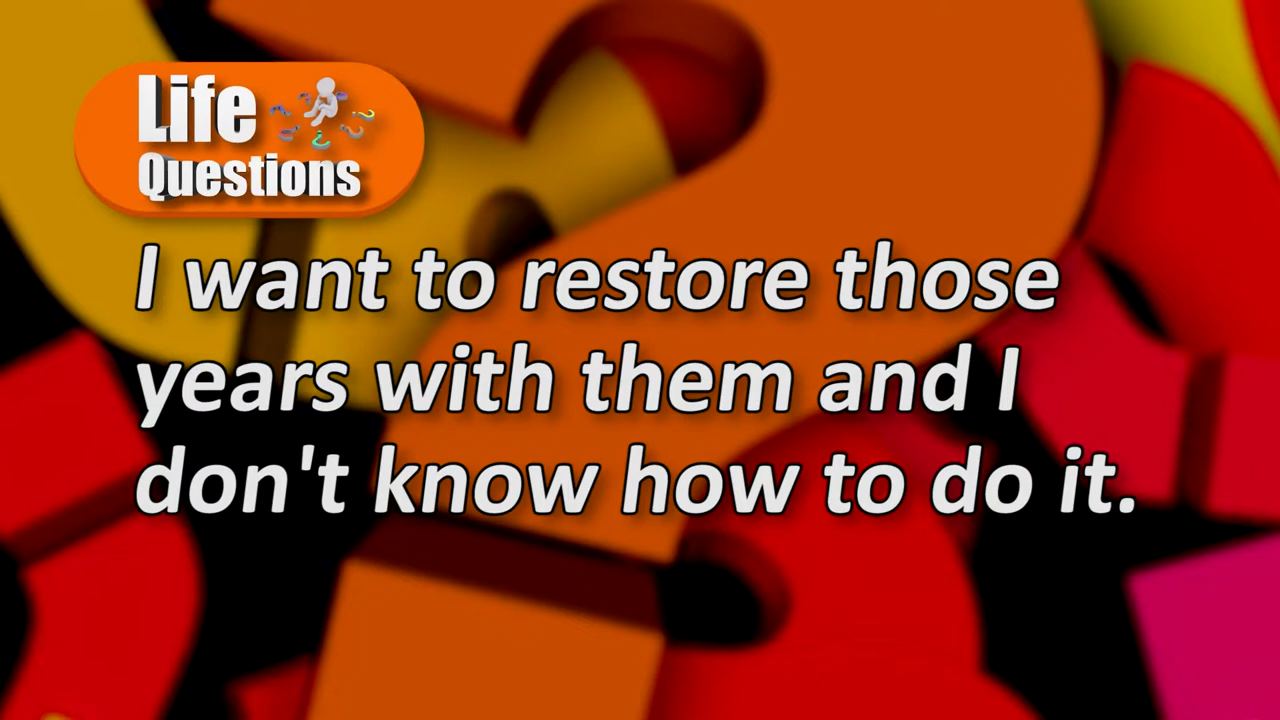 Life
Questions
I want to restore those
years with them and I
don't know how to do it.